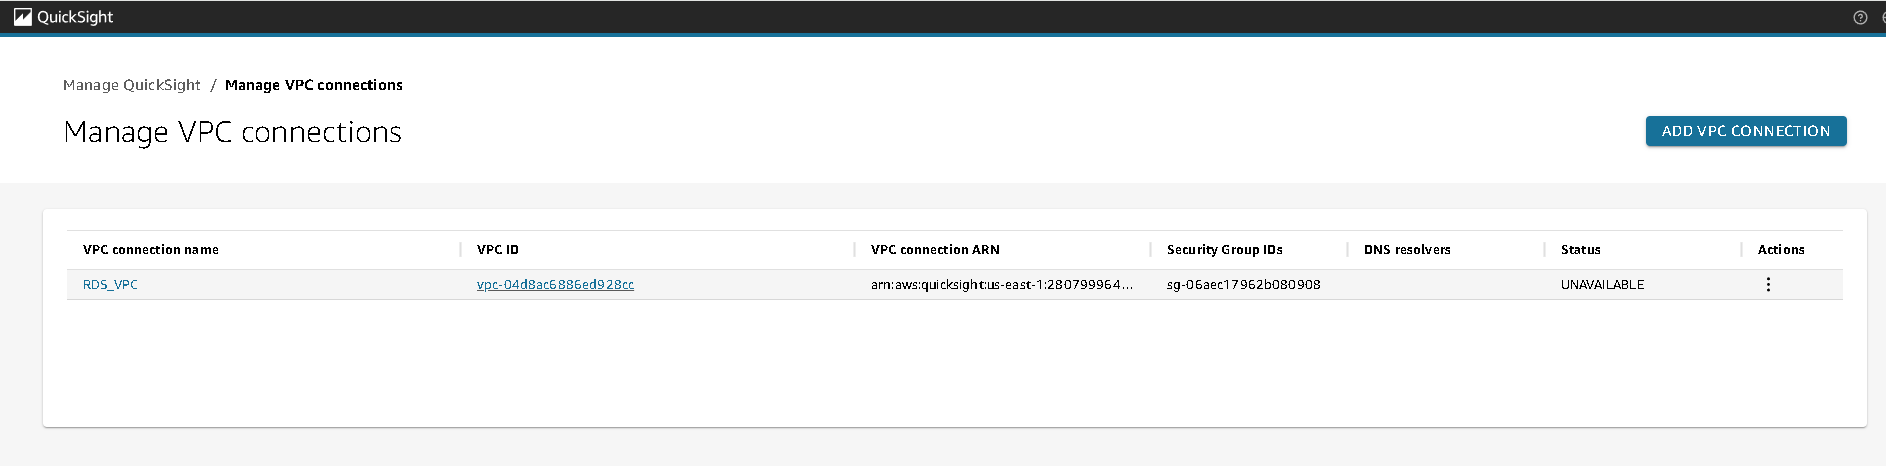 QuickSight
Manage QuickSight / Manage VPC connections
Manage VPC connections
ADD VPC CONNECTION
VPC connection name VPC ID VPC connection ARN Security Group IDs DNS resolvers Status Actions
RDS_VPC vpc-04d8ac6886ed928cc arn:aws:quicksight:us-east-1:280799964... sg-06aec17962b080908 UNAVAILABLE